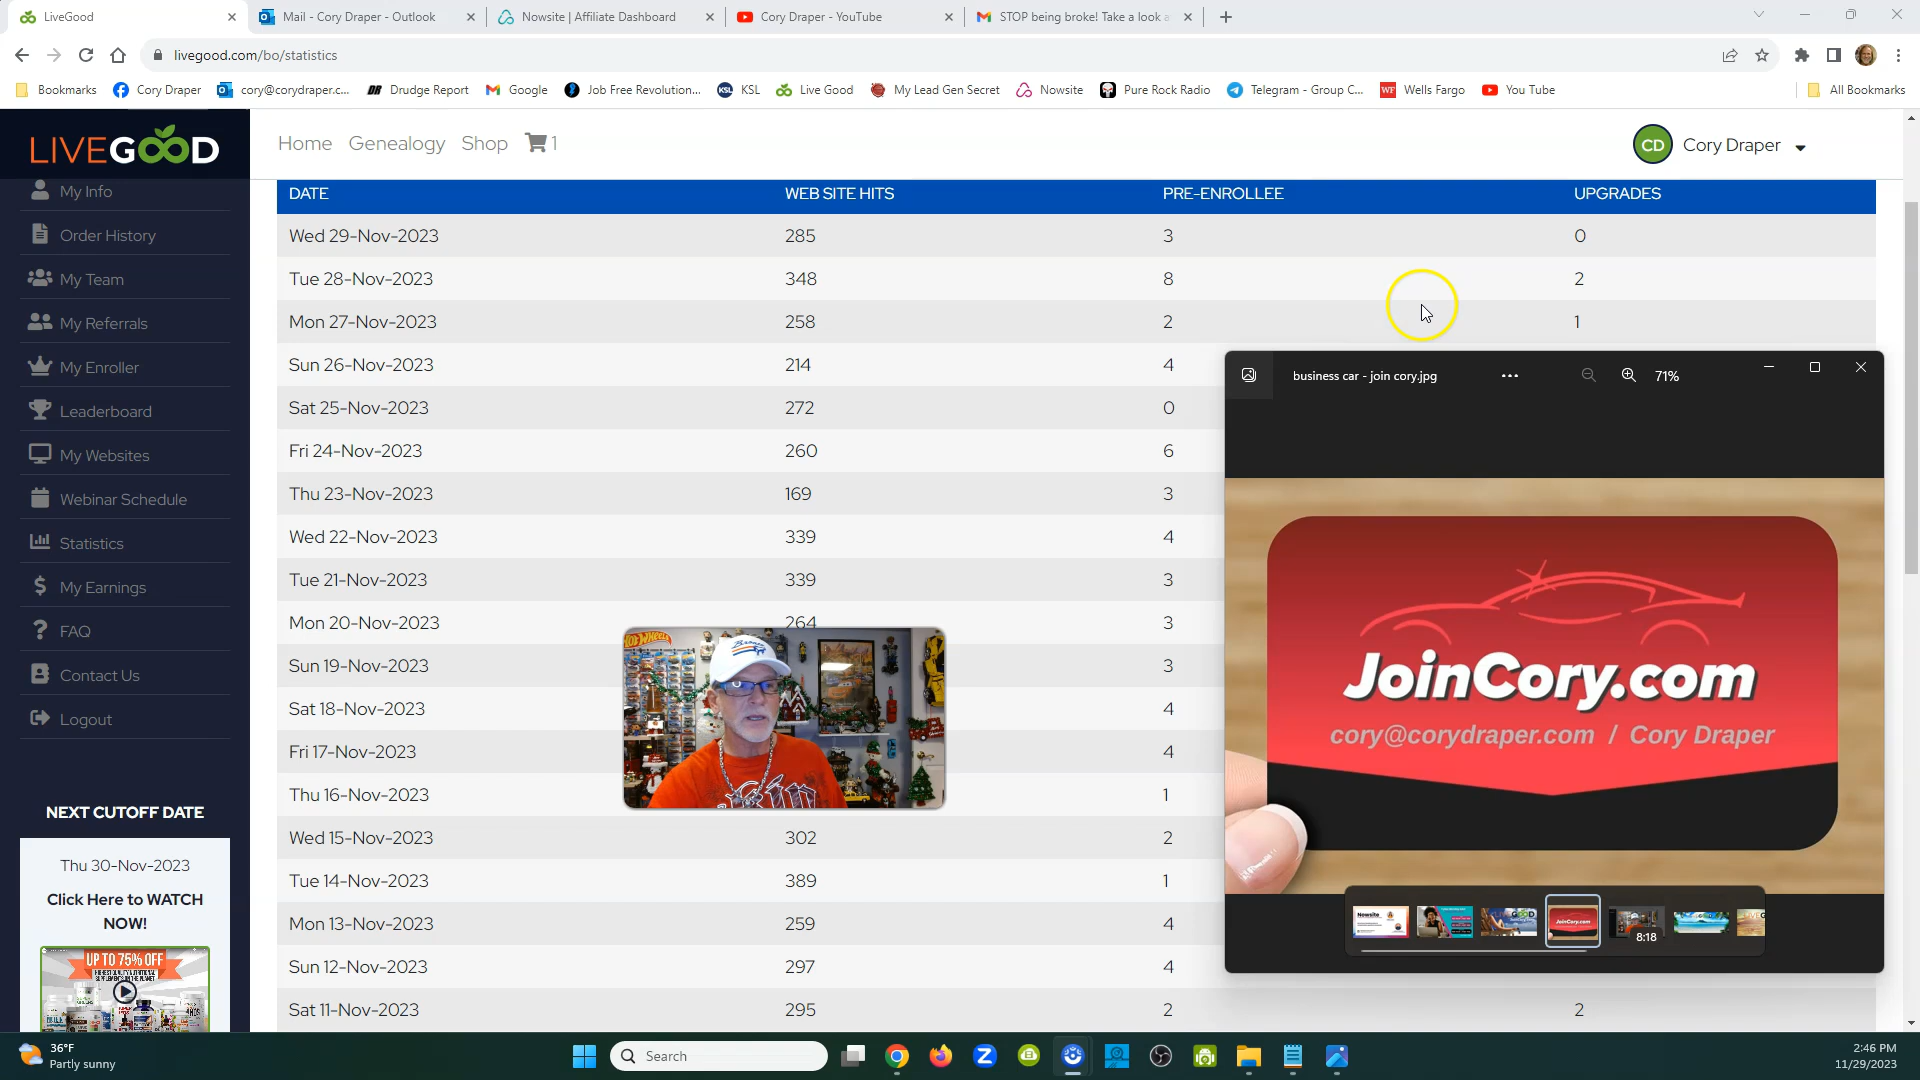 LiveGood
Mail - Cory Draper - Outlook
Nowsite | Affiliate Dashboard
Cory Draper - YouTube
STOP being broke! Take a look a
livegood.com/bo/statistics
Bookmarks
Cory Draper
cory@corydraper.c...
DR Drudge Report
Google
Job Free Revolution...
KSL KSL
Live Good
My Lead Gen Secret
Nowsite
Pure Rock Radio
Telegram - Group C...
WF Wells Fargo
You Tube
All Bookmarks
LIVEGOOD
Home
Genealogy
Shop
1
CD Cory Draper
My Info
Order History
My Team
My Referrals
My Enroller
Leaderboard
My Websites
Webinar Schedule
Statistics
My Earnings
FAQ
Contact Us
Logout
NEXT CUTOFF DATE
Thu 30-Nov-2023
Click Here to WATCH
NOW!
UP TO 75% OFF
DATE WEB SITE HITS PRE-ENROLLEE UPGRADES
Wed 29-Nov-2023 285 3 0
Tue 28-Nov-2023 348 8 2
Mon 27-Nov-2023 258 2 1
Sun 26-Nov-2023 214 4
Sat 25-Nov-2023 272 0
Fri 24-Nov-2023 260 6
Thu 23-Nov-2023 169 3
Wed 22-Nov-2023 339 4
Tue 21-Nov-2023 339 3
Mon 20-Nov-2023 264 3
Sun 19-Nov-2023 3
Sat 18-Nov-2023 4
Fri 17-Nov-2023 4
Thu 16-Nov-2023 1
Wed 15-Nov-2023 302 2
Tue 14-Nov-2023 389 1
Mon 13-Nov-2023 259 4
Sun 12-Nov-2023 297 4
Sat 11-Nov-2023 295 2 2
HOT WHEELS
business car - join cory.jpg
71%
JoinCory.com
cory@corydraper.com / Cory Draper
Nowsite
JoinCory.com
8:18
36°F
Partly sunny
Search
2:46 PM
11/29/2023